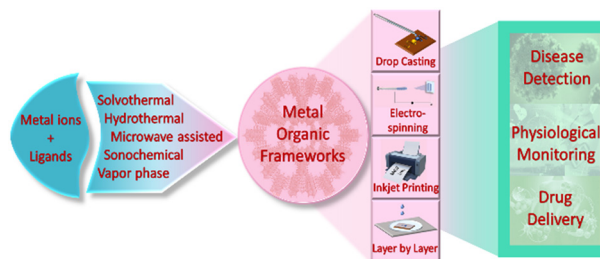 Metal ions
+
Ligands
Solvothermal
Hydrothermal
Microwave assisted
Sonochemical
Vapor phase
Metal
Organic
Frameworks
Drop Casting
Electro-
spinning
Inkjet Printing
Layer by Layer
Disease
Detection
Physiological
Monitoring
Drug
Delivery